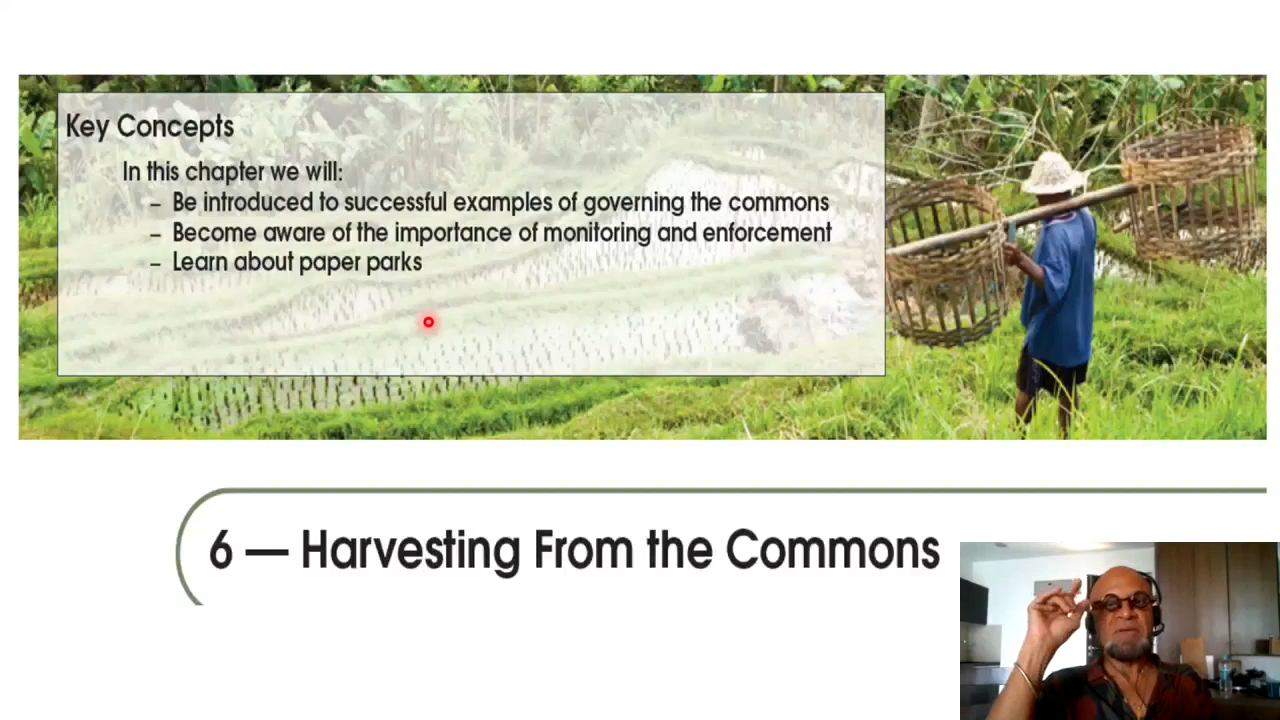 Key Concepts
In this chapter we will:
– Be introduced to successful examples of governing the commons
– Become aware of the importance of monitoring and enforcement
– Learn about paper parks
6 — Harvesting From the Commons